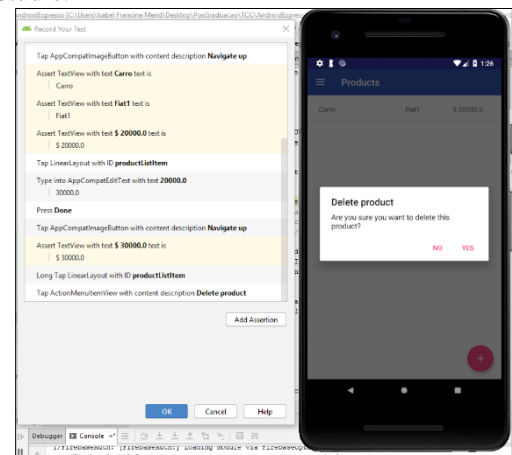 AndroidEspresso [C:\Users\Isabel Francine Mend\Desktop\PosGraduacao\TCC\AndroidEspres
Record Your Test
Tap AppCompatImageButton with content description Navigate up
Assert TextView with text Carro text is
Carro
Assert TextView with text Fiat1 text is
Fiat1
Assert TextView with text $ 20000.0 text is
$ 20000.0
Tap LinearLayout with ID productListItem
Type into AppCompatEditText with text 20000.0
30000.0
Press Done
Tap AppCompatImageButton with content description Navigate up
Assert TextView with text $ 30000.0 text is
$ 30000.0
Long Tap LinearLayout with ID productListItem
Tap ActionMenuItemView with content description Delete product
Add Assertion
OK Cancel Help
Debugger Console
1:26
Products
Carro Fiat1 $ 30000.0
Delete product
Are you sure you want to delete this
product?
NO YES
+